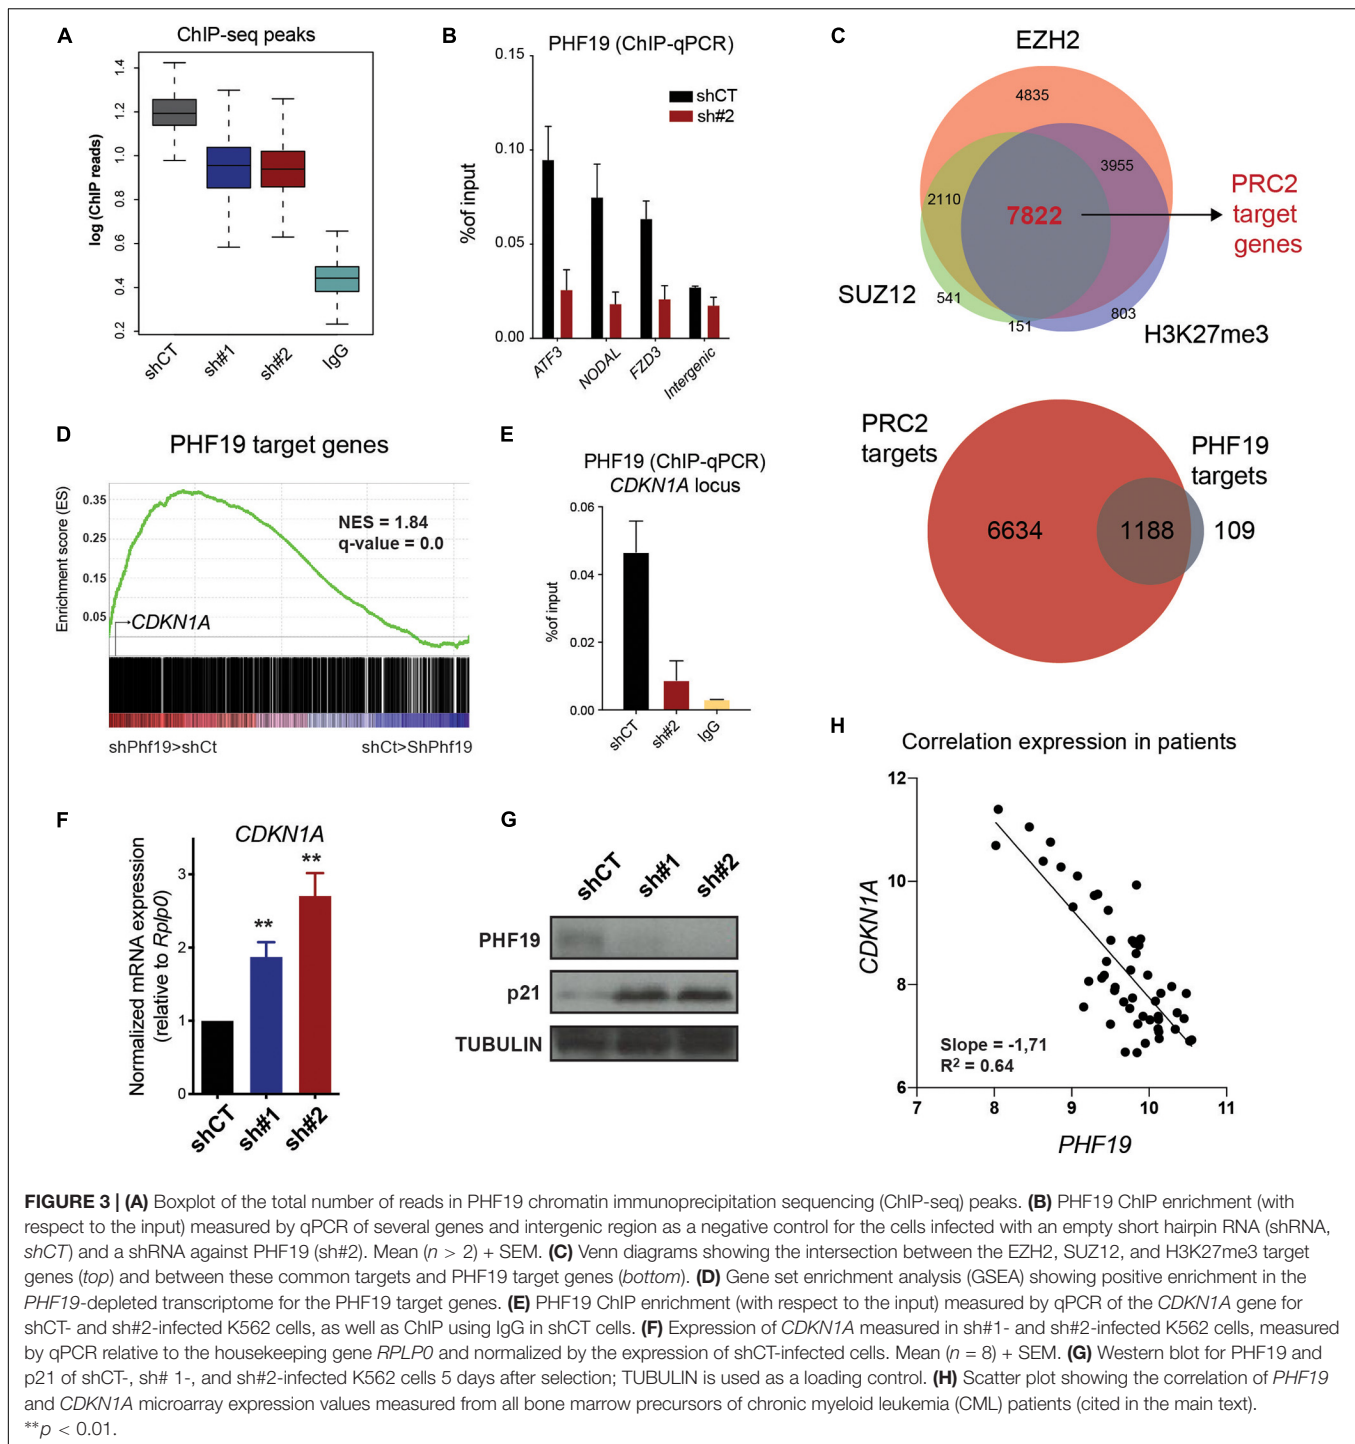 A
ChIP-seq peaks
log (ChIP reads)
1.4
1.2
1.0
0.8
0.6
0.4
0.2
shCT
sh#1
sh#2
IgG
B
PHF19 (ChIP-qPCR)
shCT
sh#2
%of input
0.15
0.10
0.05
0.00
ATF3
NODAL
FZD3
Intergenic
C
EZH2
4835
3955
2110
7822
PRC2
target
genes
SUZ12
541
151
803
H3K27me3
PRC2
targets
PHF19
targets
6634
1188
109
D
PHF19 target genes
Enrichment score (ES)
0.35
0.25
0.15
0.05
NES = 1.84
q-value = 0.0
CDKN1A
shPhf19>shCt
shCt>ShPhf19
E
PHF19 (ChIP-qPCR)
CDKN1A locus
%of input
0.06
0.04
0.02
0.00
shCT
sh#2
IgG
F
CDKN1A
Normalized mRNA expression
(relative to Rplp0)
3
2
1
0
**
**
shCT
sh#1
sh#2
G
shCT
sh#1
sh#2
PHF19
p21
TUBULIN
H
Correlation expression in patients
CDKN1A
12
10
8
6
Slope = -1,71
R² = 0.64
7
8
9
10
11
PHF19
FIGURE 3 | (A) Boxplot of the total number of reads in PHF19 chromatin immunoprecipitation sequencing (ChIP-seq) peaks. (B) PHF19 ChIP enrichment (with
respect to the input) measured by qPCR of several genes and intergenic region as a negative control for the cells infected with an empty short hairpin RNA (shRNA,
shCT) and a shRNA against PHF19 (sh#2). Mean (n > 2) + SEM. (C) Venn diagrams showing the intersection between the EZH2, SUZ12, and H3K27me3 target
genes (top) and between these common targets and PHF19 target genes (bottom). (D) Gene set enrichment analysis (GSEA) showing positive enrichment in the
PHF19-depleted transcriptome for the PHF19 target genes. (E) PHF19 ChIP enrichment (with respect to the input) measured by qPCR of the CDKN1A gene for
shCT- and sh#2-infected K562 cells, as well as ChIP using IgG in shCT cells. (F) Expression of CDKN1A measured in sh#1- and sh#2-infected K562 cells, measured
by qPCR relative to the housekeeping gene RPLP0 and normalized by the expression of shCT-infected cells. Mean (n = 8) + SEM. (G) Western blot for PHF19 and
p21 of shCT-, sh# 1-, and sh#2-infected K562 cells 5 days after selection; TUBULIN is used as a loading control. (H) Scatter plot showing the correlation of PHF19
and CDKN1A microarray expression values measured from all bone marrow precursors of chronic myeloid leukemia (CML) patients (cited in the main text).
**p < 0.01.